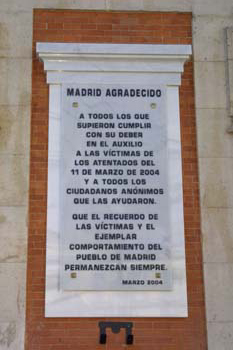 MADRID AGRADECIDO
A TODOS LOS QUE
SUPIERON CUMPLIR
CON SU DEBER
EN EL AUXILIO
A LAS VÍCTIMAS DE
LOS ATENTADOS DEL
11 DE MARZO DE 2004
Y A TODOS LOS
CIUDADANOS ANÓNIMOS
QUE LAS AYUDARON.
QUE EL RECUERDO DE
LAS VÍCTIMAS Y EL
EJEMPLAR
COMPORTAMIENTO DEL
PUEBLO DE MADRID
PERMANEZCAN SIEMPRE.
MARZO 2004